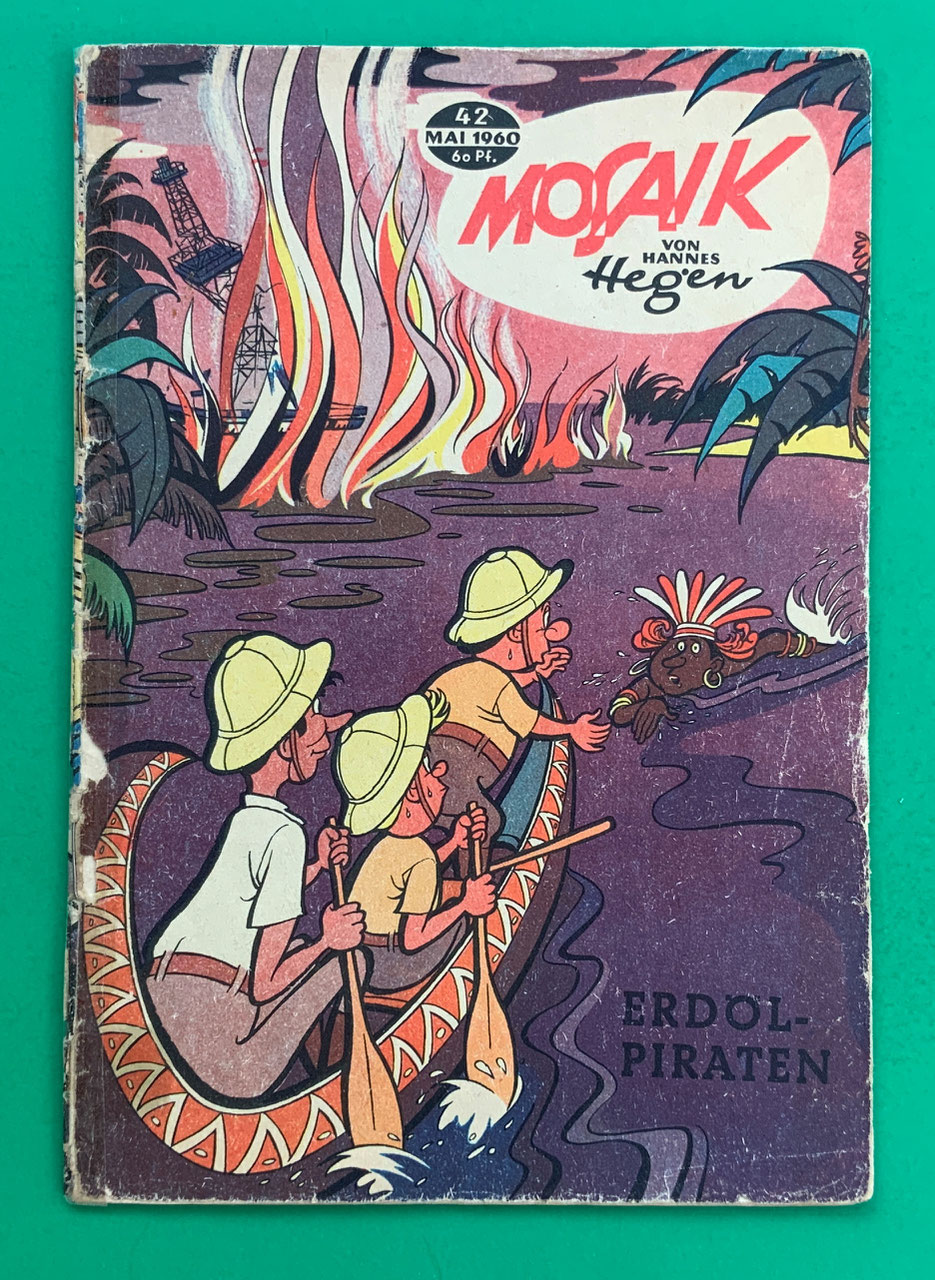 42
MAI 1960
60 Pf.
MOSAIK
VON
HANNES
Hegen
ERDÖL-
PIRATEN